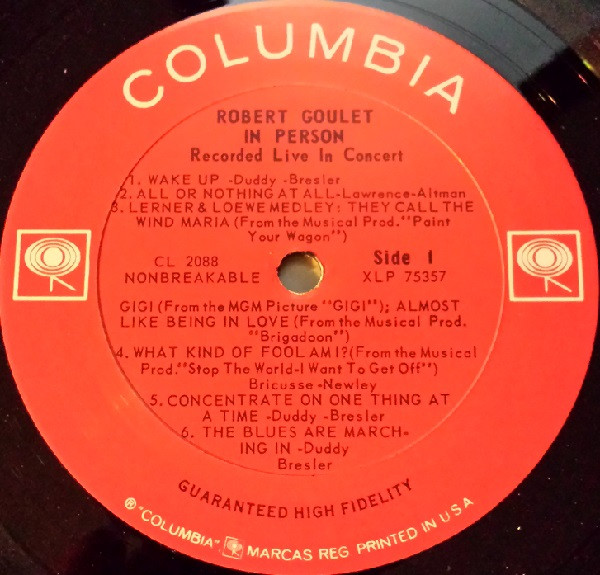 COLUMBIA
ROBERT GOULET
IN PERSON
Recorded Live In Concert
1. WAKE UP -Duddy -Bresler
2. ALL OR NOTHING AT ALL-Lawrence-Altman
3. LERNER & LOEWE MEDLEY: THEY CALL THE
WIND MARIA (From the Musical Prod. "Paint
Your Wagon")
CL 2088
NONBREAKABLE
Side 1
XLP 75357
GIGI (From the MGM Picture "GIGI"); ALMOST
LIKE BEING IN LOVE (From the Musical Prod.
"Brigadoon")
4. WHAT KIND OF FOOL AM I? (From the Musical
Prod. "Stop The World-I Want To Get Off")
Bricusse -Newley
5. CONCENTRATE ON ONE THING AT
A TIME -Duddy -Bresler
6. THE BLUES ARE MARCH-
ING IN -Duddy
Bresler
GUARANTEED HIGH FIDELITY
® "COLUMBIA" MARCAS REG. PRINTED IN U S A